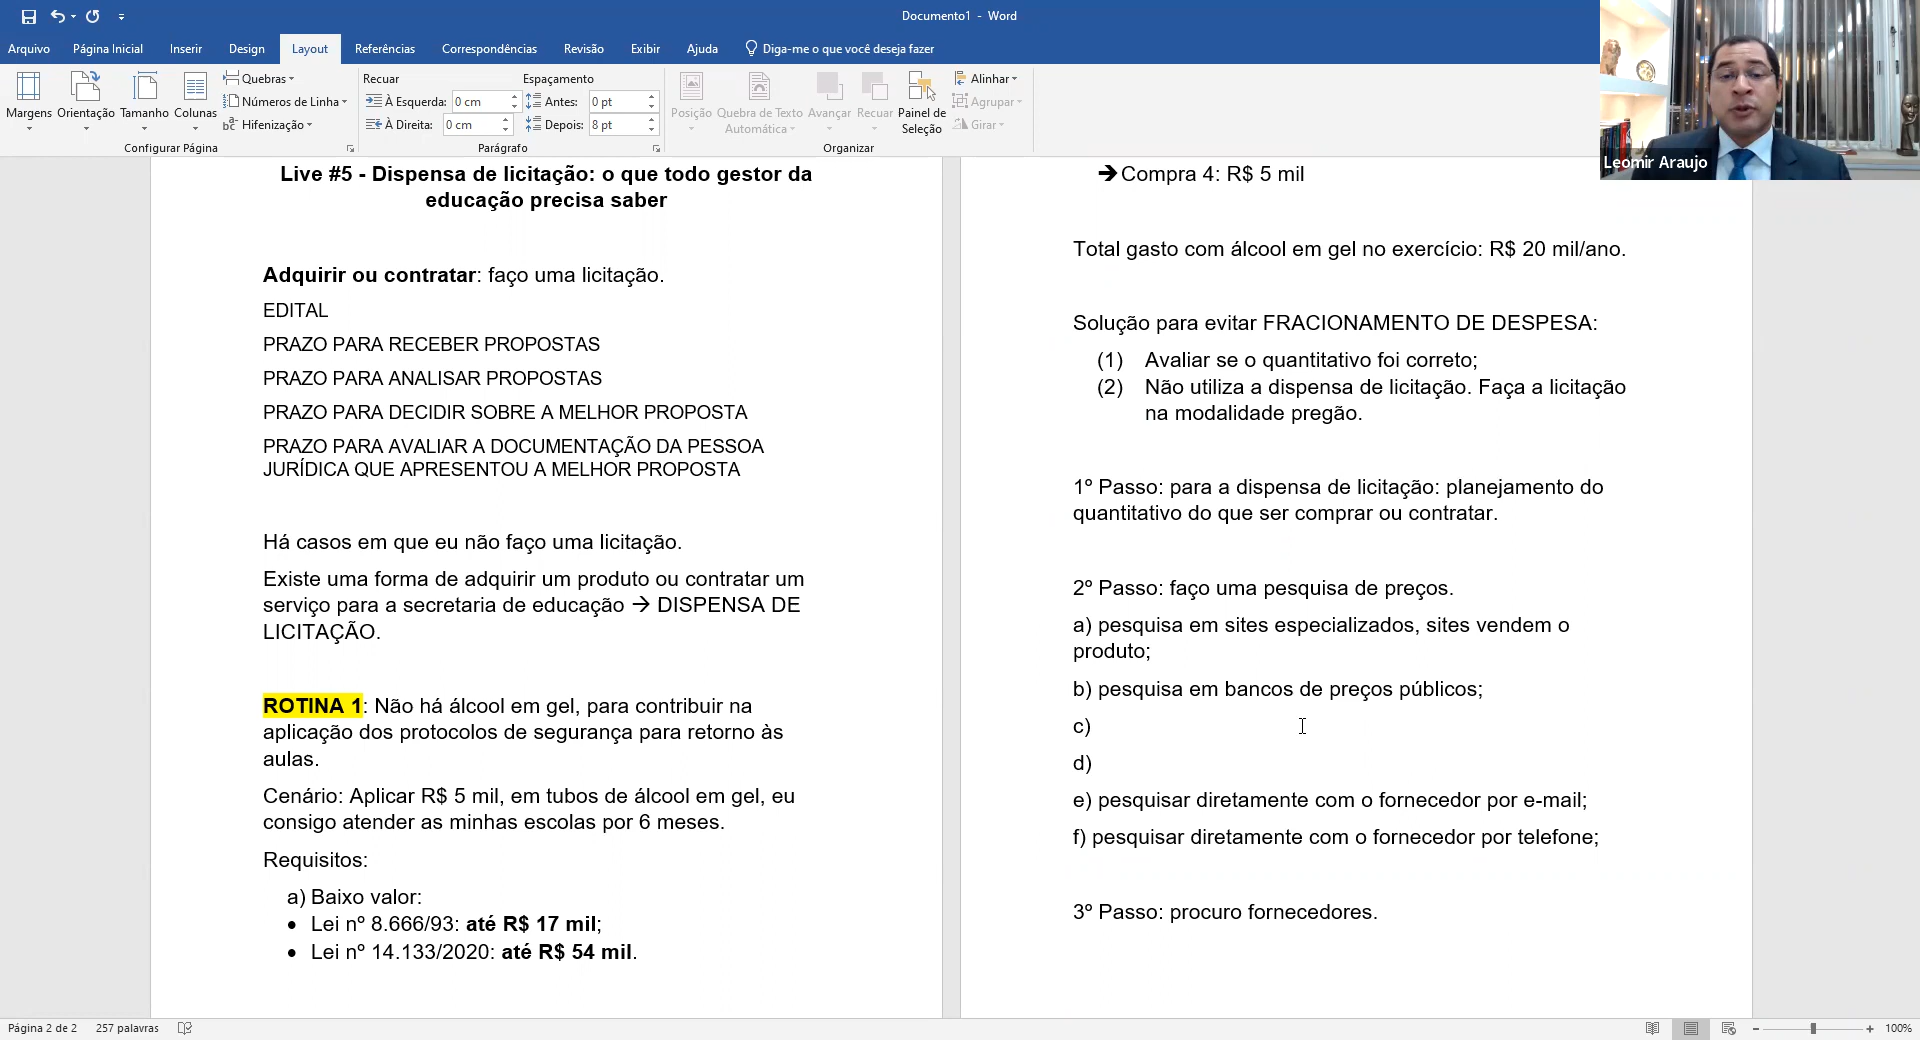 Documento1 - Word
Arquivo Página Inicial Inserir Design Layout Referências Correspondências Revisão Exibir Ajuda Diga-me o que você deseja fazer
Margens
Orientação
Tamanho
Colunas
Quebras
Números de Linha
Hifenização
Configurar Página
Recuar
À Esquerda: 0 cm
À Direita: 0 cm
Espaçamento
Antes: 0 pt
Depois: 8 pt
Parágrafo
Posição
Quebra de Texto
Automática
Avançar
Recuar
Painel de
Seleção
Alinhar
Agrupar
Girar
Organizar
Leomir Araujo
Live #5 - Dispensa de licitação: o que todo gestor da
educação precisa saber
Adquirir ou contratar: faço uma licitação.
EDITAL
PRAZO PARA RECEBER PROPOSTAS
PRAZO PARA ANALISAR PROPOSTAS
PRAZO PARA DECIDIR SOBRE A MELHOR PROPOSTA
PRAZO PARA AVALIAR A DOCUMENTAÇÃO DA PESSOA
JURÍDICA QUE APRESENTOU A MELHOR PROPOSTA
Há casos em que eu não faço uma licitação.
Existe uma forma de adquirir um produto ou contratar um
serviço para a secretaria de educação → DISPENSA DE
LICITAÇÃO.
ROTINA 1: Não há álcool em gel, para contribuir na
aplicação dos protocolos de segurança para retorno às
aulas.
Cenário: Aplicar R$ 5 mil, em tubos de álcool em gel, eu
consigo atender as minhas escolas por 6 meses.
Requisitos:
a) Baixo valor:
• Lei nº 8.666/93: até R$ 17 mil;
• Lei nº 14.133/2020: até R$ 54 mil.
➔ Compra 4: R$ 5 mil
Total gasto com álcool em gel no exercício: R$ 20 mil/ano.
Solução para evitar FRACIONAMENTO DE DESPESA:
(1) Avaliar se o quantitativo foi correto;
(2) Não utiliza a dispensa de licitação. Faça a licitação
na modalidade pregão.
1º Passo: para a dispensa de licitação: planejamento do
quantitativo do que ser comprar ou contratar.
2º Passo: faço uma pesquisa de preços.
a) pesquisa em sites especializados, sites vendem o
produto;
b) pesquisa em bancos de preços públicos;
c)
d)
e) pesquisar diretamente com o fornecedor por e-mail;
f) pesquisar diretamente com o fornecedor por telefone;
3º Passo: procuro fornecedores.
Página 2 de 2 257 palavras
100%